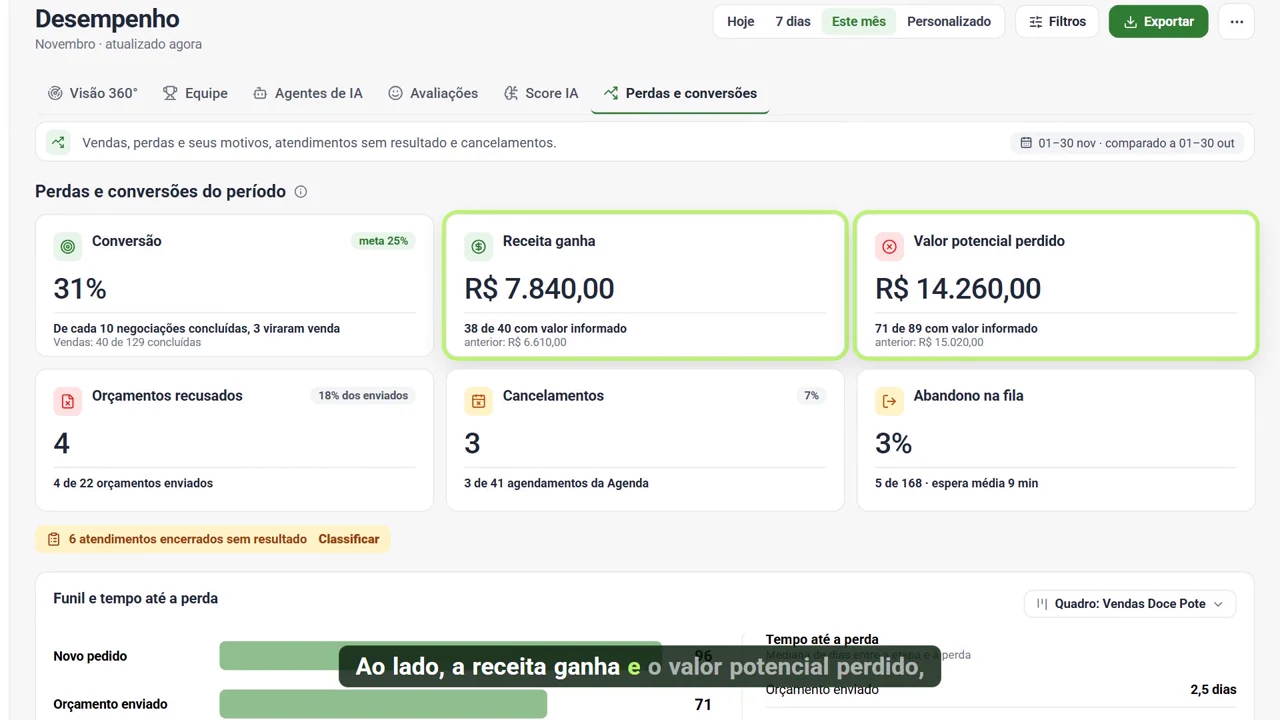 Desempenho
Novembro · atualizado agora
Hoje 7 dias Este mês Personalizado Filtros Exportar
Visão 360° Equipe Agentes de IA Avaliações Score IA Perdas e conversões
Vendas, perdas e seus motivos, atendimentos sem resultado e cancelamentos.
01–30 nov · comparado a 01–30 out
Perdas e conversões do período
Conversão meta 25%
31%
De cada 10 negociações concluídas, 3 viraram venda
Vendas: 40 de 129 concluídas
Receita ganha
R$ 7.840,00
38 de 40 com valor informado
anterior: R$ 6.610,00
Valor potencial perdido
R$ 14.260,00
71 de 89 com valor informado
anterior: R$ 15.020,00
Orçamentos recusados 18% dos enviados
4
4 de 22 orçamentos enviados
Cancelamentos 7%
3
3 de 41 agendamentos da Agenda
Abandono na fila
3%
5 de 168 · espera média 9 min
6 atendimentos encerrados sem resultado Classificar
Funil e tempo até a perda
Quadro: Vendas Doce Pote
Novo pedido 96
Orçamento enviado 71
Tempo até a perda
Mediana de dias entre a etapa e a perda
Orçamento enviado 2,5 dias
Ao lado, a receita ganha e o valor potencial perdido,